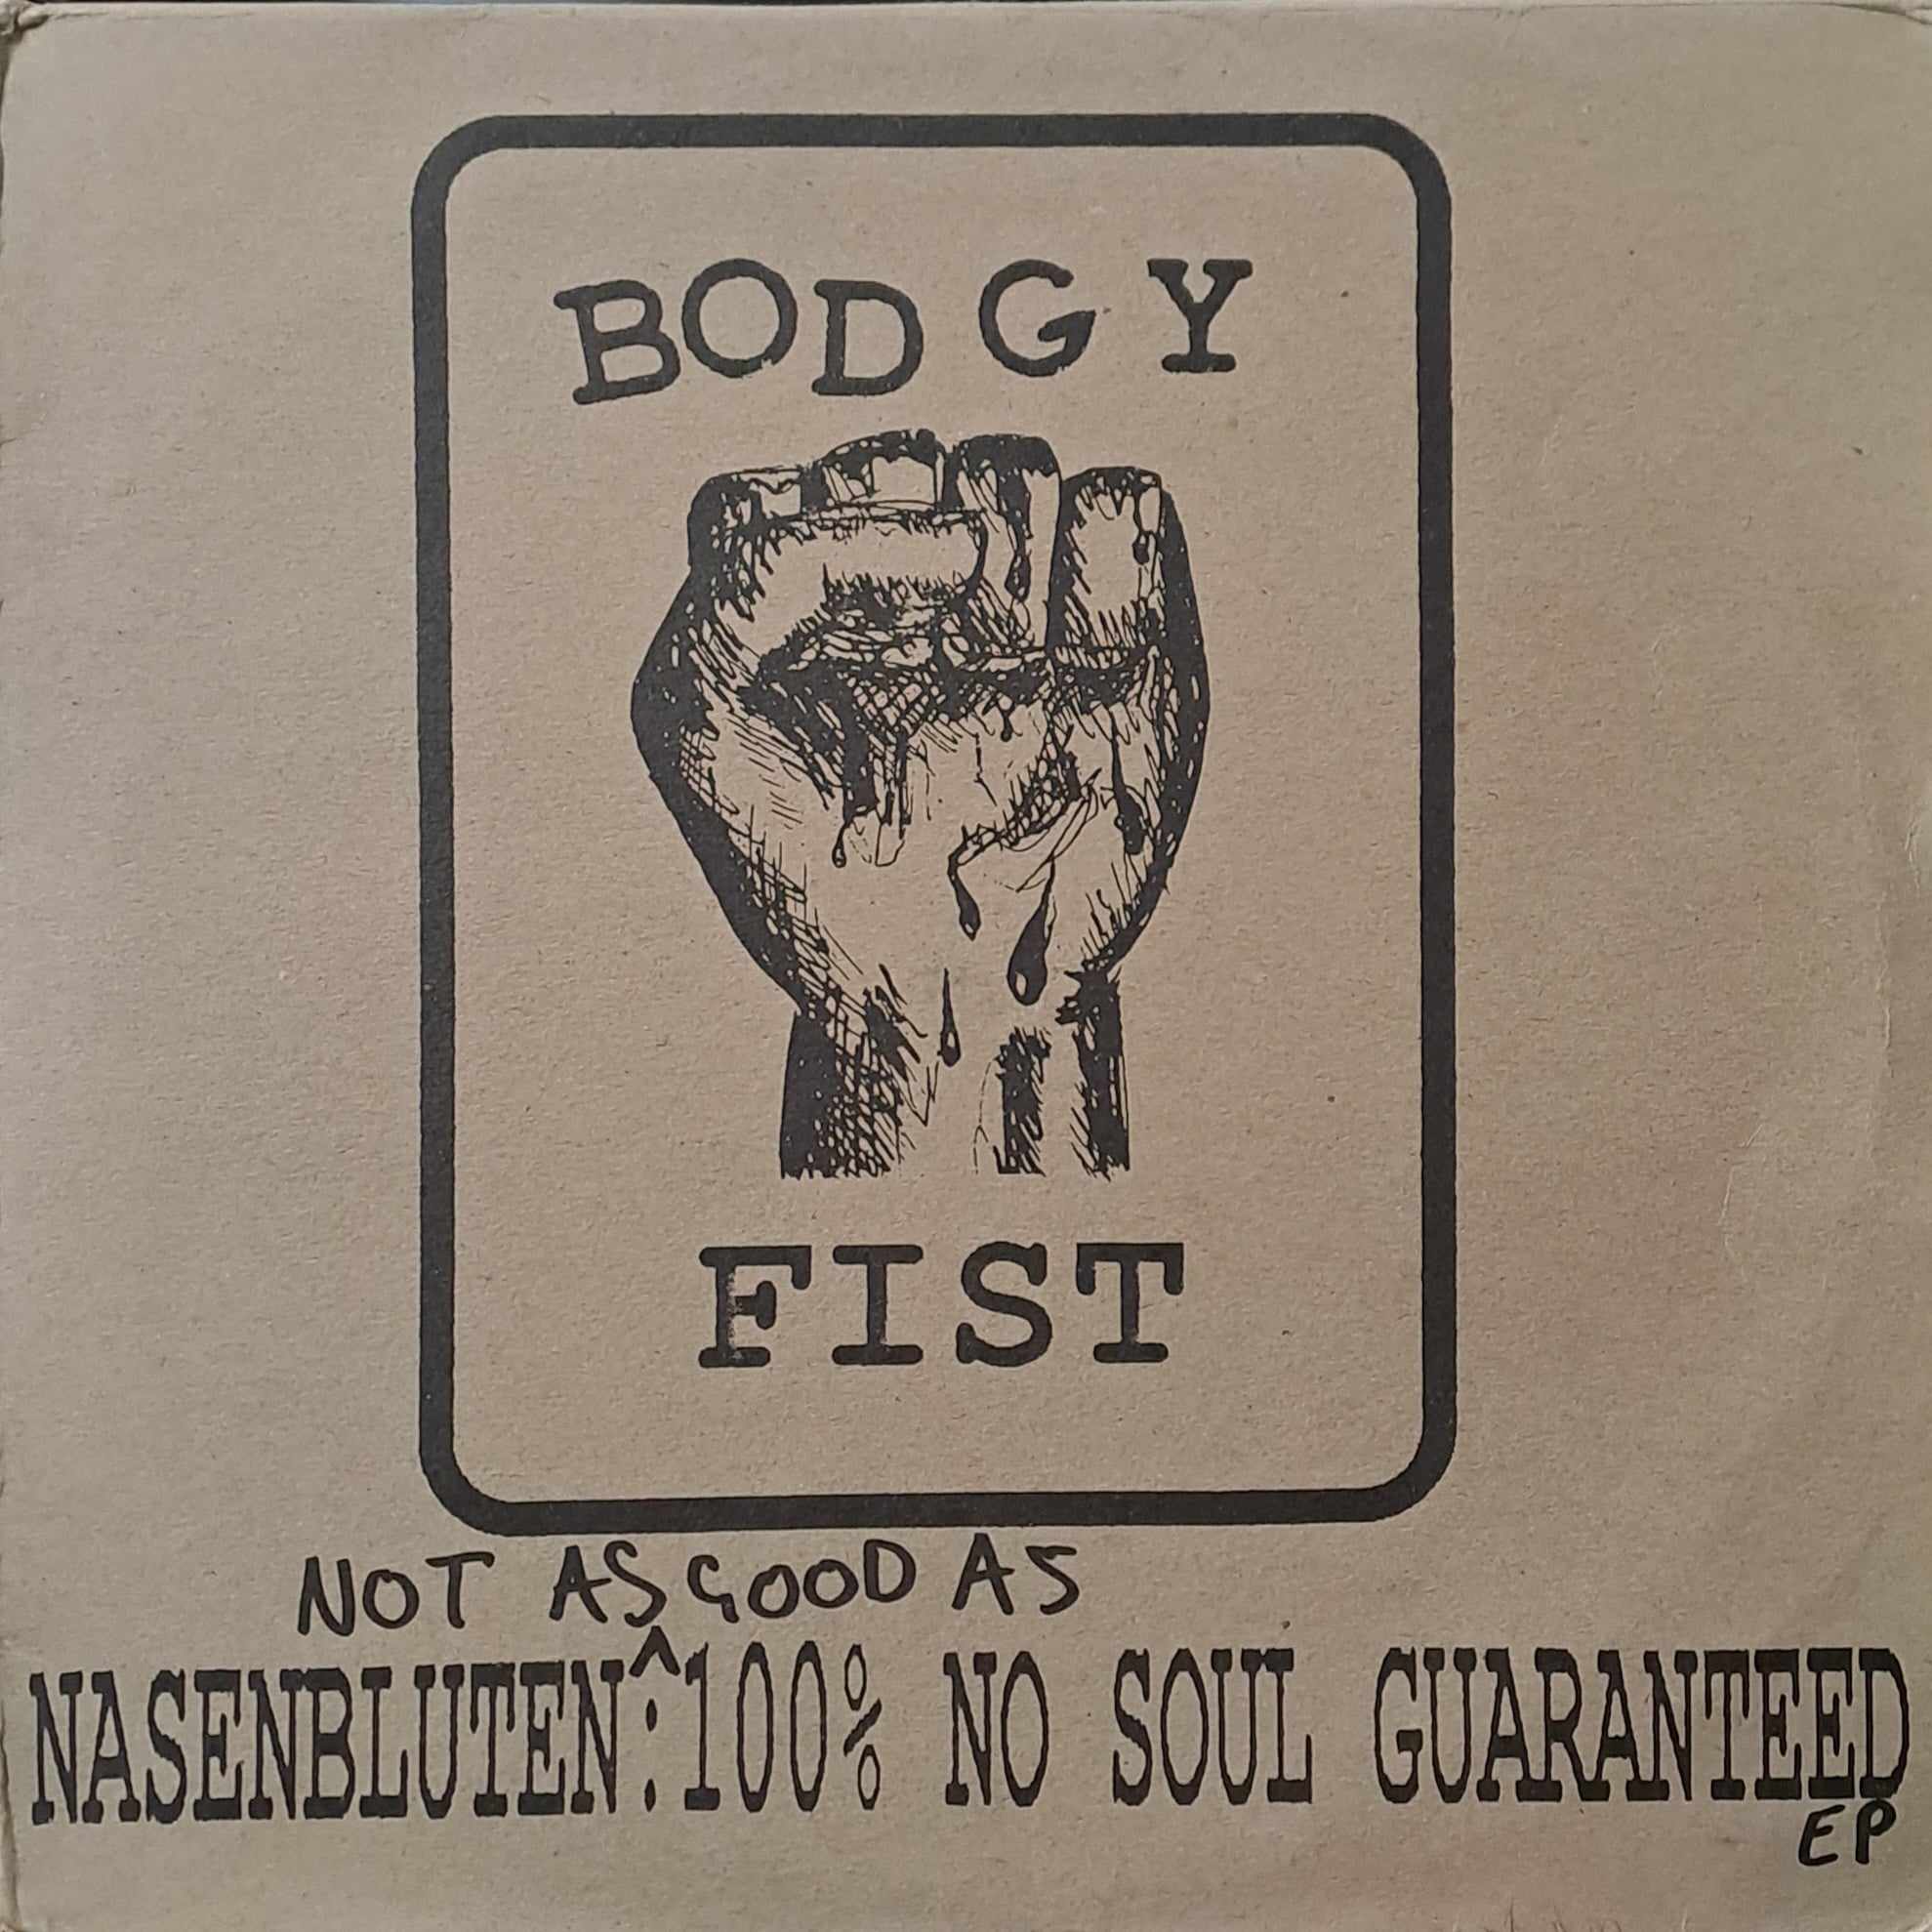 BODGY
FIST
NOT AS GOOD AS
^
NASENBLUTEN:100% NO SOUL GUARANTEED
EP